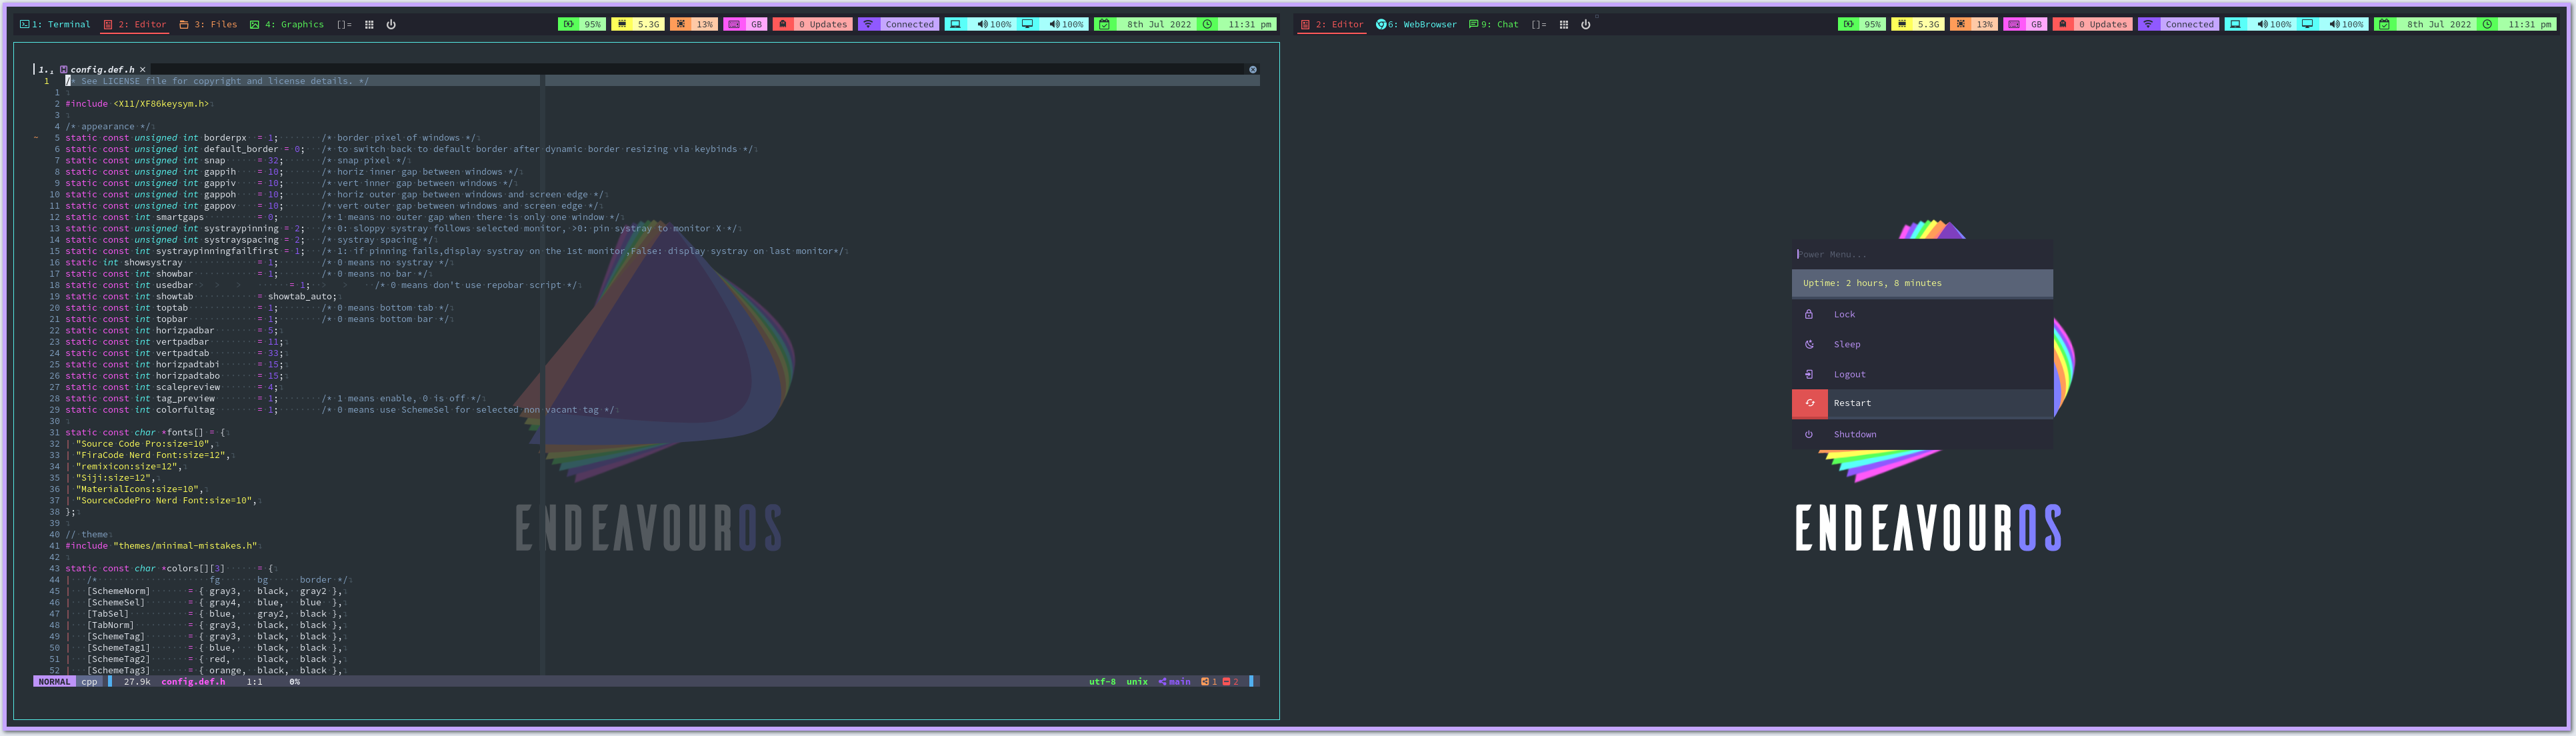 1: Terminal 2: Editor 3: Files 4: Graphics []= 95% 5.3G 13% GB 0 Updates Connected 100% 100% 8th Jul 2022 11:31 pm
2: Editor 6: WebBrowser 9: Chat []= 95% 5.3G 13% GB 0 Updates Connected 100% 100% 8th Jul 2022 11:31 pm
1. config.def.h ×
1 /* See LICENSE file for copyright and license details. */
1
2 #include <X11/XF86keysym.h>
3
4 /* appearance */
5 static const unsigned int borderpx = 1; /* border pixel of windows */
6 static const unsigned int default_border = 0; /* to switch back to default border after dynamic border resizing via keybinds */
7 static const unsigned int snap = 32; /* snap pixel */
8 static const unsigned int gappih = 10; /* horiz inner gap between windows */
9 static const unsigned int gappiv = 10; /* vert inner gap between windows */
10 static const unsigned int gappoh = 10; /* horiz outer gap between windows and screen edge */
11 static const unsigned int gappov = 10; /* vert outer gap between windows and screen edge */
12 static const int smartgaps = 0; /* 1 means no outer gap when there is only one window */
13 static const unsigned int systraypinning = 2; /* 0: sloppy systray follows selected monitor, >0: pin systray to monitor X */
14 static const unsigned int systrayspacing = 2; /* systray spacing */
15 static const int systraypinningfailfirst = 1; /* 1: if pinning fails,display systray on the 1st monitor,False: display systray on last monitor*/
16 static int showsystray = 1; /* 0 means no systray */
17 static const int showbar = 1; /* 0 means no bar */
18 static const int usedbar = 1; /* 0 means don't use repobar script */
19 static const int showtab = showtab_auto;
20 static const int toptab = 1; /* 0 means bottom tab */
21 static const int topbar = 1; /* 0 means bottom bar */
22 static const int horizpadbar = 5;
23 static const int vertpadbar = 11;
24 static const int vertpadtab = 33;
25 static const int horizpadtabi = 15;
26 static const int horizpadtabo = 15;
27 static const int scalepreview = 4;
28 static const int tag_preview = 1; /* 1 means enable, 0 is off */
29 static const int colorfultag = 1; /* 0 means use SchemeSel for selected non vacant tag */
30
31 static const char *fonts[] = {
32 "Source Code Pro:size=10",
33 "FiraCode Nerd Font:size=12",
34 "remixicon:size=12",
35 "Siji:size=12",
36 "MaterialIcons:size=10",
37 "SourceCodePro Nerd Font:size=10",
38 };
39
40 // theme
41 #include "themes/minimal-mistakes.h"
42
43 static const char *colors[][3] = {
44 /* fg bg border */
45 [SchemeNorm] = { gray3, black, gray2 },
46 [SchemeSel] = { gray4, blue, blue },
47 [TabSel] = { blue, gray2, black },
48 [TabNorm] = { gray3, black, black },
49 [SchemeTag] = { gray3, black, black },
50 [SchemeTag1] = { blue, black, black },
51 [SchemeTag2] = { red, black, black },
52 [SchemeTag3] = { orange, black, black },
NORMAL cpp 27.9k config.def.h 1:1 0% utf-8 unix main 1 2
ENDEAVOUROS
Power Menu...
Uptime: 2 hours, 8 minutes
Lock
Sleep
Logout
Restart
Shutdown
ENDEAVOUROS